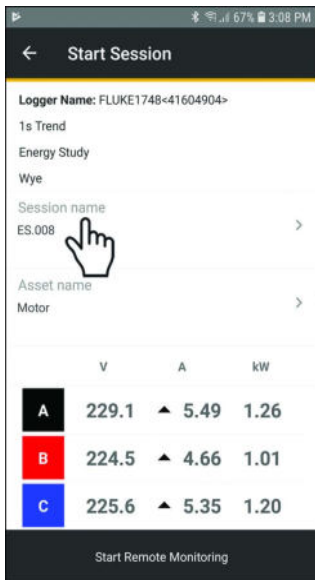 67% 3:08 PM
Start Session
Logger Name: FLUKE1748<41604904>
1s Trend
Energy Study
Wye
Session name
ES.008
Asset name
Motor
V A kW
A 229.1 ▲ 5.49 1.26
B 224.5 ▲ 4.66 1.01
C 225.6 ▲ 5.35 1.20
Start Remote Monitoring